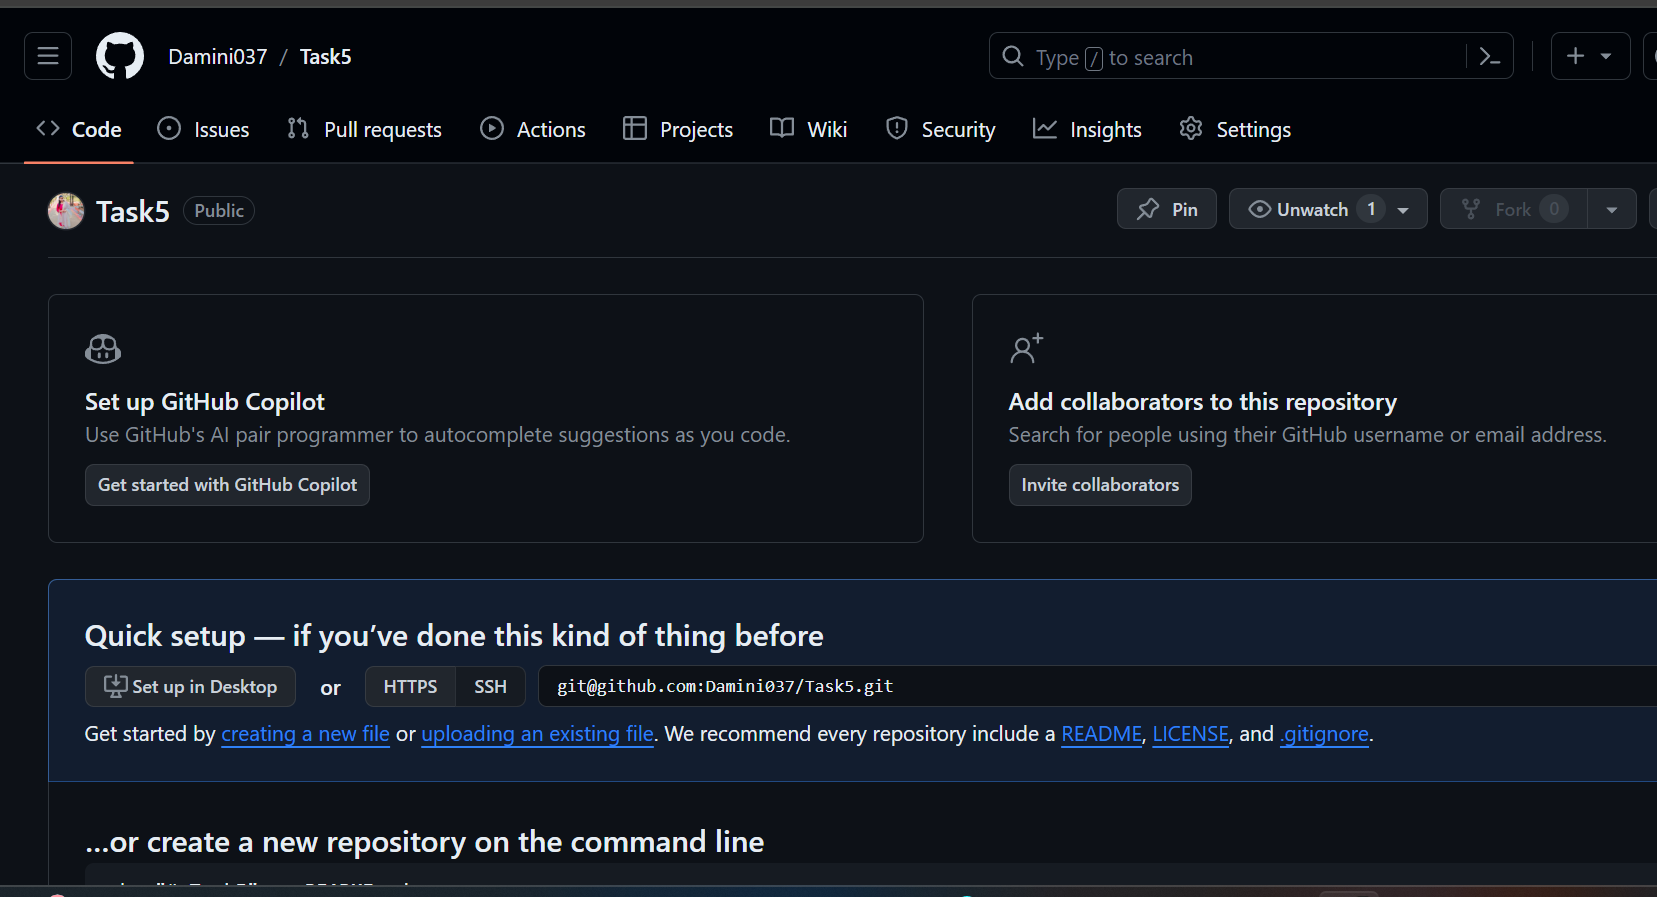 Damini037 / Task5
Type / to search
Code Issues Pull requests Actions Projects Wiki Security Insights Settings
Task5 Public
Pin Unwatch 1 Fork 0
Set up GitHub Copilot
Use GitHub's AI pair programmer to autocomplete suggestions as you code.
Get started with GitHub Copilot
Add collaborators to this repository
Search for people using their GitHub username or email address.
Invite collaborators
Quick setup — if you’ve done this kind of thing before
Set up in Desktop or HTTPS SSH git@github.com:Damini037/Task5.git
Get started by creating a new file or uploading an existing file. We recommend every repository include a README, LICENSE, and .gitignore.
...or create a new repository on the command line